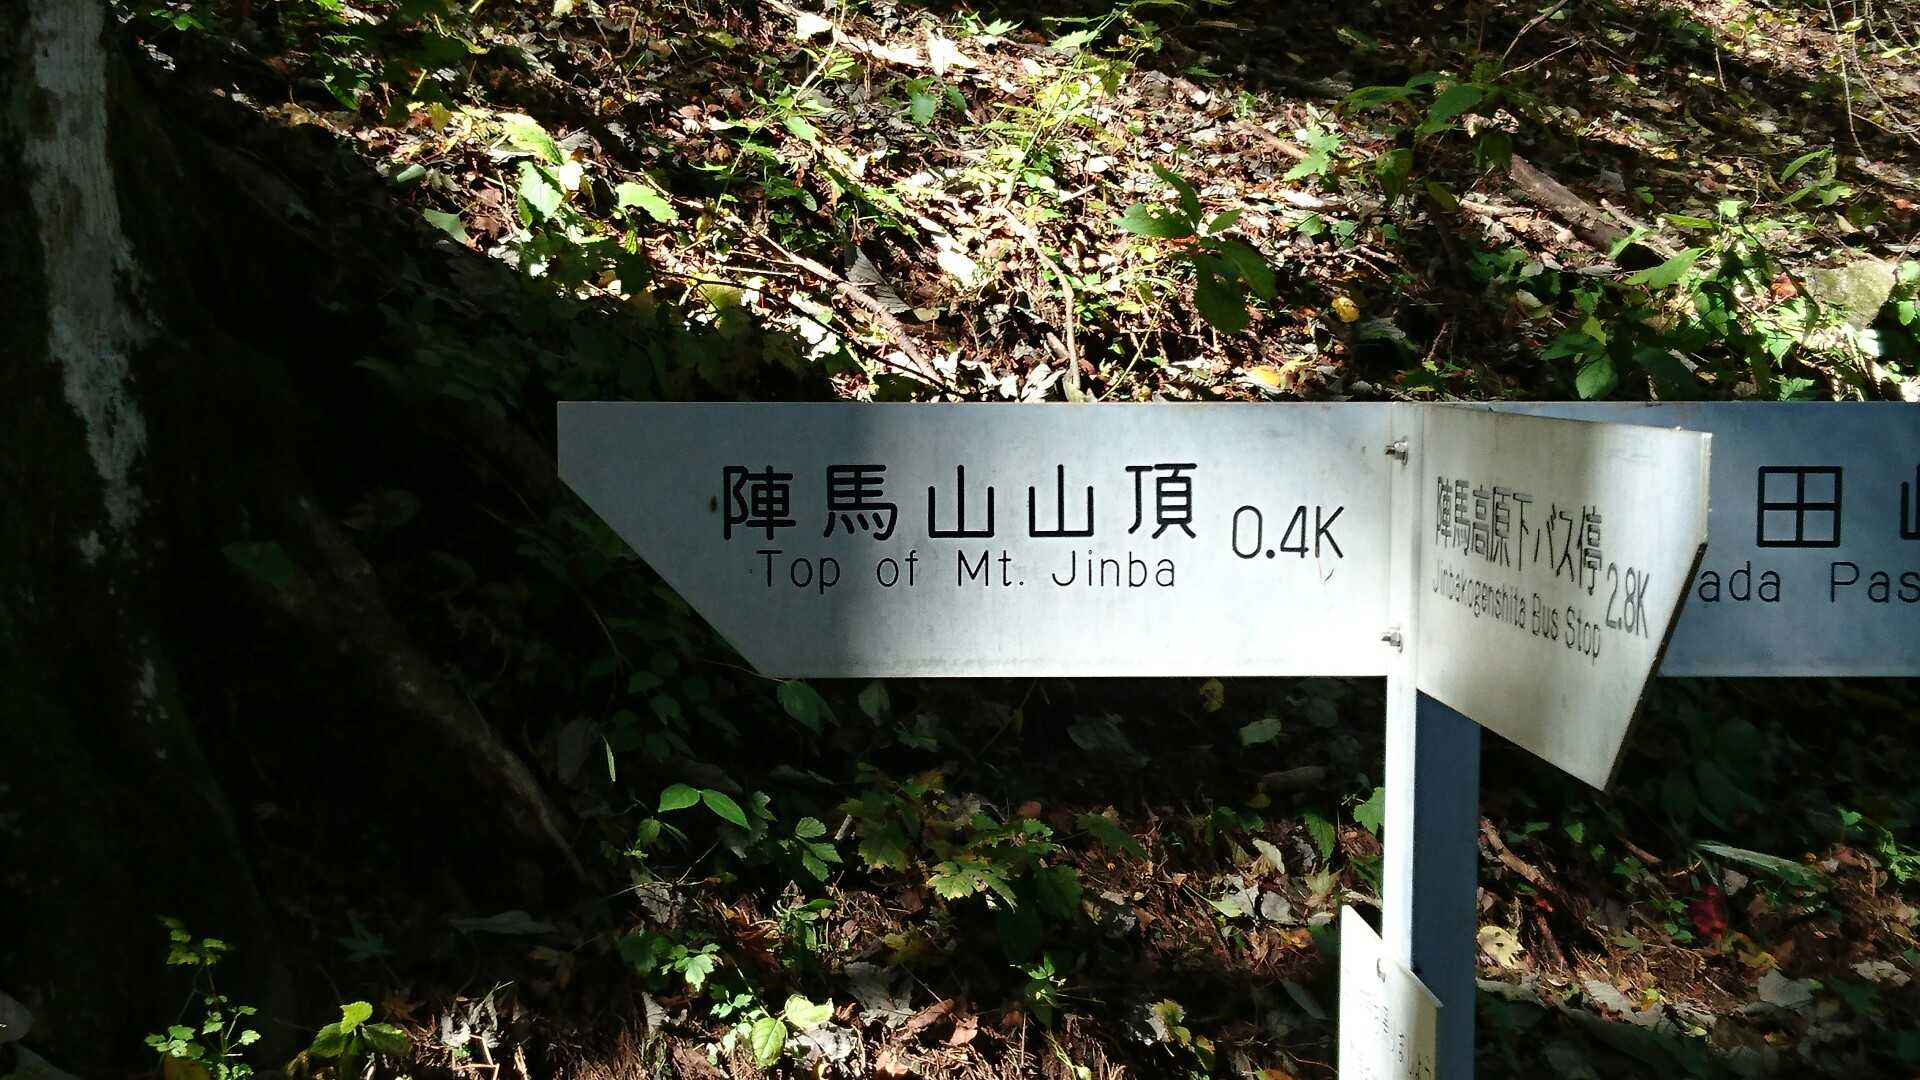 陣馬山山頂 0.4K
Top of Mt. Jinba
陣馬高原下バス停 2.8K
Jinbakogenshita Bus Stop
田
ada Pas